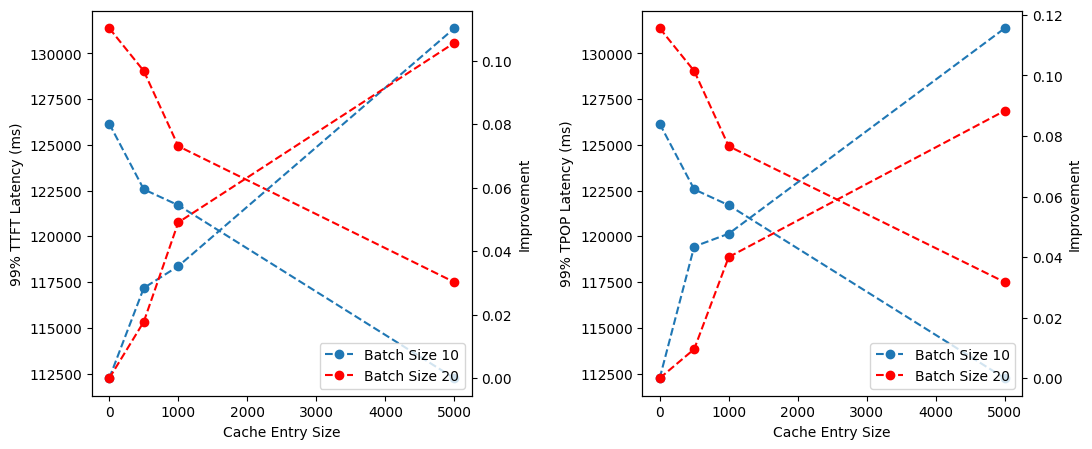 99% TTFT Latency (ms)
130000
127500
125000
122500
120000
117500
115000
112500
0.10
0.08
0.06
0.04
0.02
0.00
Improvement
0 1000 2000 3000 4000 5000
Cache Entry Size
Batch Size 10
Batch Size 20
99% TPOP Latency (ms)
130000
127500
125000
122500
120000
117500
115000
112500
0.12
0.10
0.08
0.06
0.04
0.02
0.00
Improvement
0 1000 2000 3000 4000 5000
Cache Entry Size
Batch Size 10
Batch Size 20